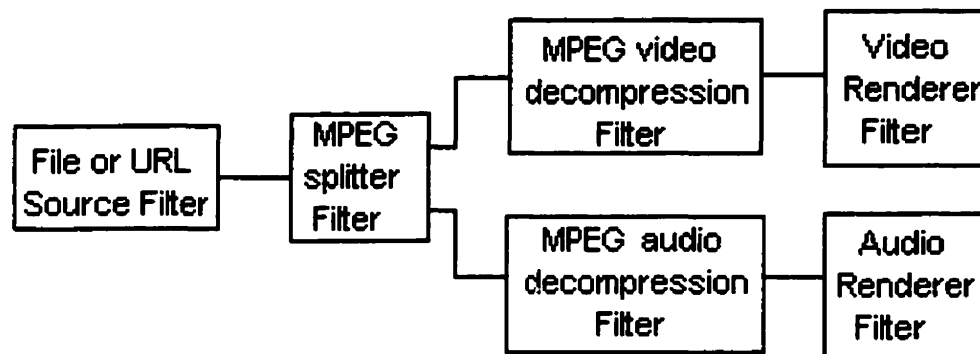 File or URL
Source Filter
MPEG
splitter
Filter
MPEG video
decompression
Filter
Video
Renderer
Filter
MPEG audio
decompression
Filter
Audio
Renderer
Filter